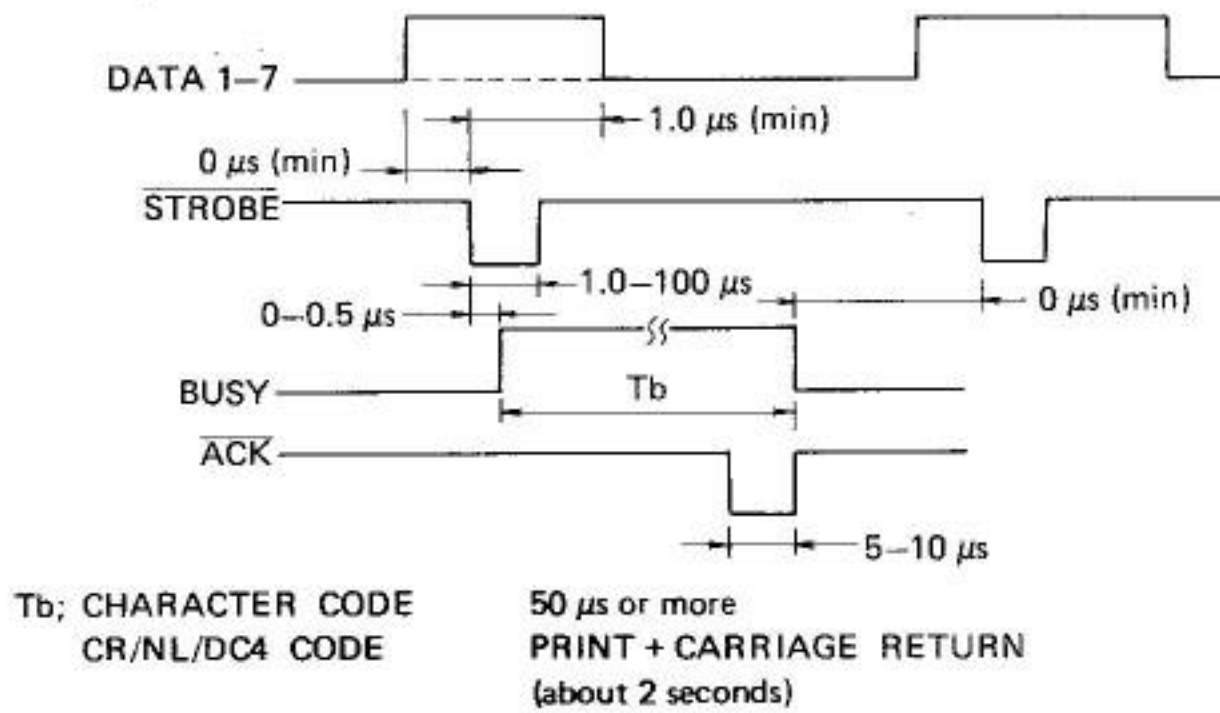 DATA 1–7
1.0 μs (min)
0 μs (min)
STROBE
1.0–100 μs
0–0.5 μs
0 μs (min)
BUSY
Tb
ACK
5–10 μs
Tb; CHARACTER CODE 50 μs or more
CR/NL/DC4 CODE PRINT + CARRIAGE RETURN
(about 2 seconds)